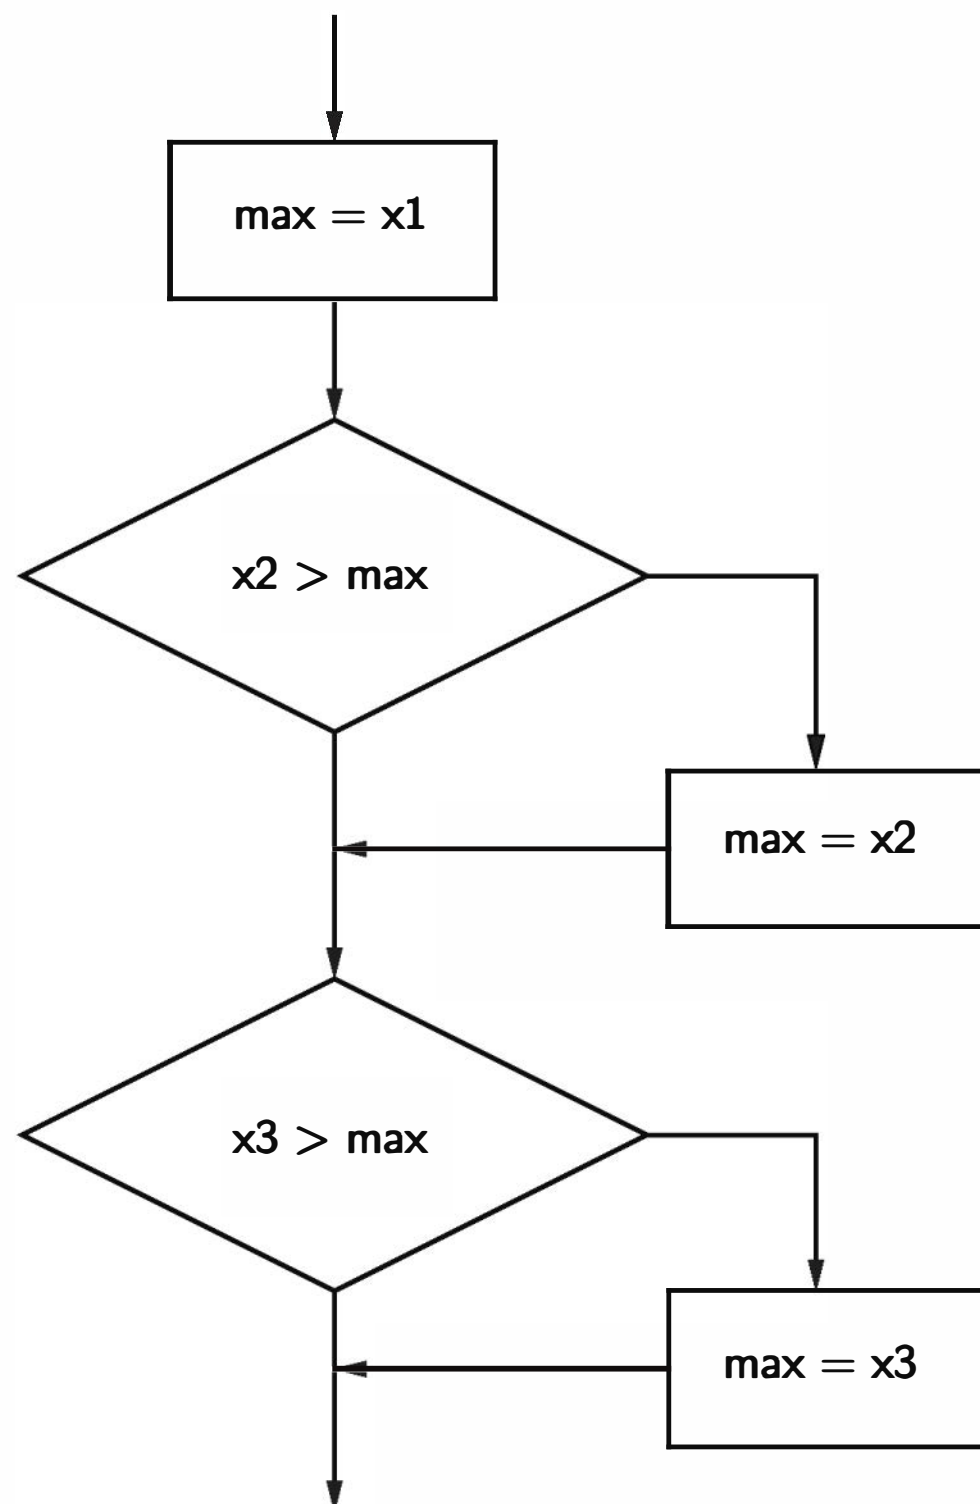 max = x1
x2 > max
max = x2
x3 > max
max = x3